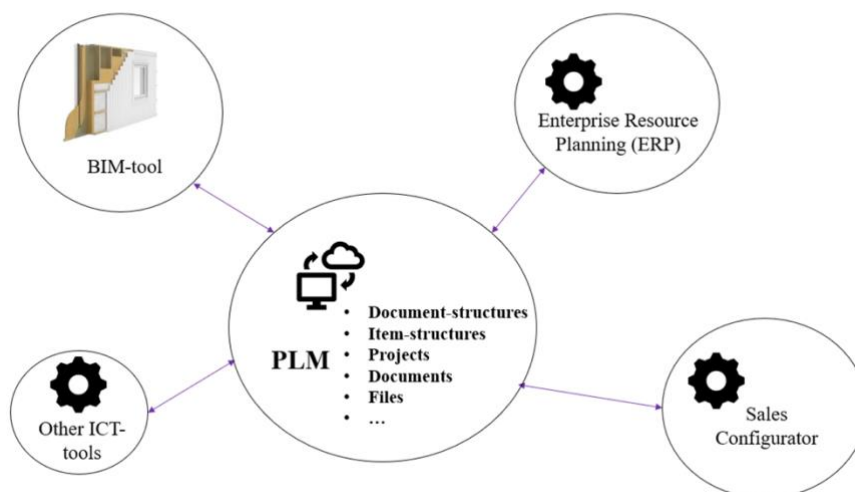 BIM-tool
Enterprise Resource
Planning (ERP)
PLM
• Document-structures
• Item-structures
• Projects
• Documents
• Files
• …
Other ICT-
tools
Sales
Configurator